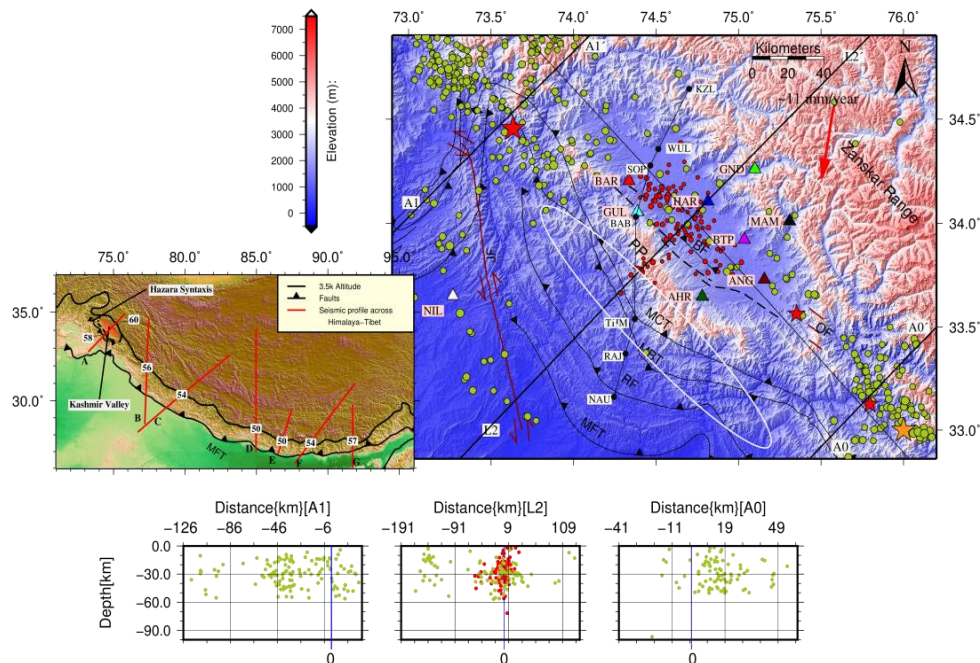 73.0 73.5 74.0 74.5 75.0 75.5 76.0
7000
6000
5000
4000
3000
2000
1000
0
Elevation (m):
A1´
Kilometers
0 20 40
L2´
N
~11 mm/year
34.5
34.0
33.5
33.0
KZL
WUL
SOP
BAR
GND
Zanskar Range
HAR
GUL
BAB
MAM
BTP
BF
PP
ANG
AHR
A1
JF
NIL
MCT
OF
A0´
RAJ
RF
NAU
MFT
L2
A0
75.0 80.0 85.0 90.0 95.0
35.0
30.0
Hazara Syntaxis
3.5k Altitude
Faults
Seismic profile across
Himalaya-Tibet
60
58
56
A
Kashmir Valley
54
B C
MFT
50
D
50
E
54
F
57
G
Distance{km}[A1]
−126 −86 −46 −6
Distance{km}[L2]
−191 −91 9 109
Distance{km}[A0]
−41 −11 19 49
Depth[km]
0.0
−30.0
−60.0
−90.0
0 0 0